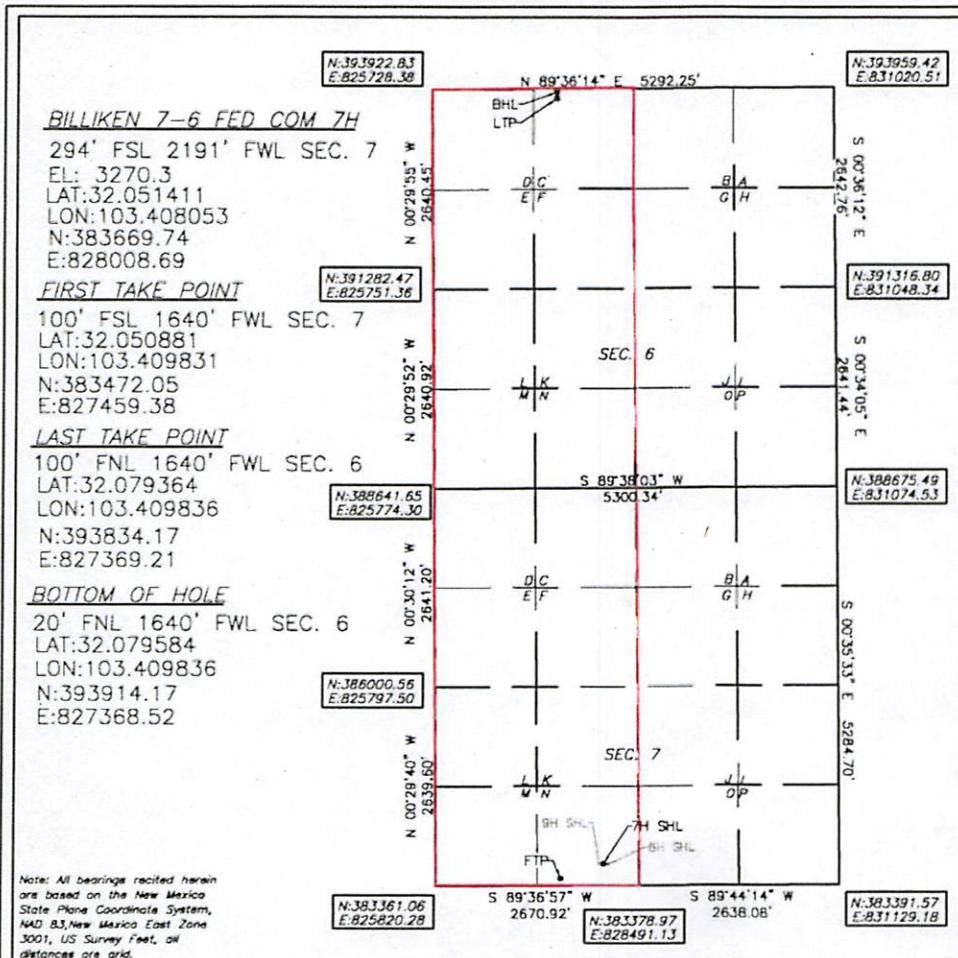 BILLIKEN 7-6 FED COM 7H
294' FSL 2191' FWL SEC. 7
EL: 3270.3
LAT:32.051411
LON:103.408053
N:383669.74
E:828008.69
FIRST TAKE POINT
100' FSL 1640' FWL SEC. 7
LAT:32.050881
LON:103.409831
N:383472.05
E:827459.38
LAST TAKE POINT
100' FNL 1640' FWL SEC. 6
LAT:32.079364
LON:103.409836
N:393834.17
E:827369.21
BOTTOM OF HOLE
20' FNL 1640' FWL SEC. 6
LAT:32.079584
LON:103.409836
N:393914.17
E:827368.52
Note: All bearings recited herein
are based on the New Mexico
State Plane Coordinate System,
NAD 83,New Mexico East Zone
3001, US Survey Feet, all
distances are grid.
N:393922.83
E:825728.38
N 89°36'14" E 5292.25'
N:393959.42
E:831020.51
BHL
LTP
N 00°29'55" W
2640.45'
D C
E F
B A
G H
S 00°36'12" E
2642.76'
N:391282.47
E:825751.36
N:391316.80
E:831048.34
SEC. 6
N 00°29'52" W
2640.92'
L K
M N
J I
O P
S 00°34'05" E
2641.44'
N:388641.65
E:825774.30
S 89°38'03" W
5300.34'
N:388675.49
E:831074.53
N 00°30'12" W
2641.20'
D C
E F
B A
G H
N:386000.56
E:825797.50
S 00°35'33" E 5284.70'
SEC. 7
N 00°29'40" W
2639.60'
L K
M N
J I
O P
9H SHL
7H SHL
8H SHL
FTP
N:383361.06
E:825820.28
S 89°36'57" W
2670.92'
N:383378.97
E:828491.13
S 89°44'14" W
2638.08'
N:383391.57
E:831129.18